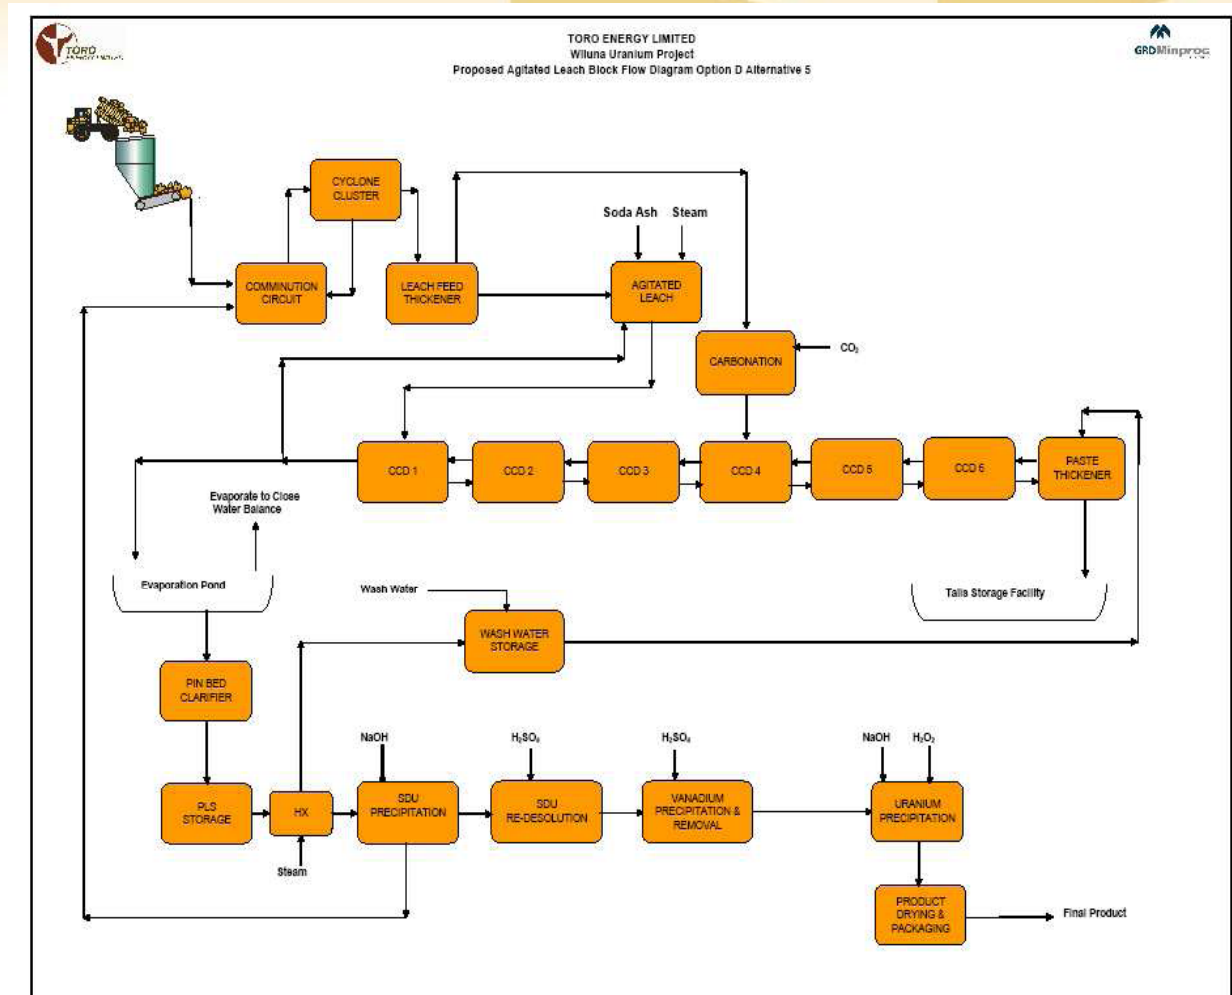 TORO
ENERGY LIMITED
TORO ENERGY LIMITED
Wiluna Uranium Project
Proposed Agitated Leach Block Flow Diagram Option D Alternative 5
GRDMinproc
CYCLONE
CLUSTER
Soda Ash
Steam
COMMINUTION
CIRCUIT
LEACH FEED
THICKENER
AGITATED
LEACH
CARBONATION
CO₂
CCD 1
CCD 2
CCD 3
CCD 4
CCD 5
CCD 6
PASTE
THICKENER
Evaporate to Close
Water Balance
Evaporation Pond
Wash Water
Tails Storage Facility
WASH WATER
STORAGE
PIN BED
CLARIFIER
NaOH
H₂SO₄
H₂SO₄
NaOH
H₂O₂
PLS
STORAGE
HX
SDU
PRECIPITATION
SDU
RE-DESOLUTION
VANADIUM
PRECIPITATION &
REMOVAL
URANIUM
PRECIPITATION
Steam
PRODUCT
DRYING &
PACKAGING
Final Product